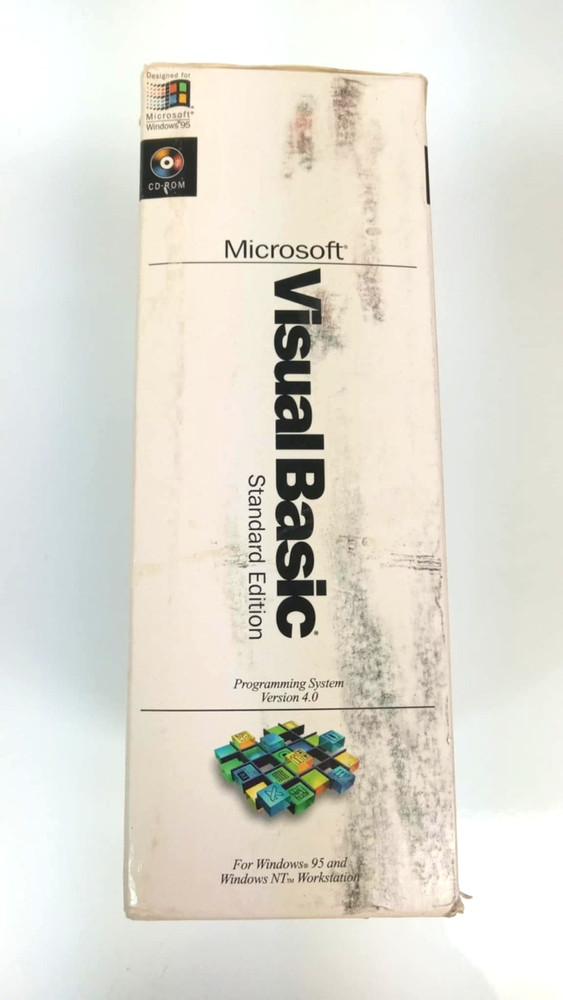 Designed for
Microsoft®
Windows®95
CD-ROM
Microsoft®
Visual Basic®
Standard Edition
Programming System
Version 4.0
For Windows® 95 and
Windows NT™ Workstation